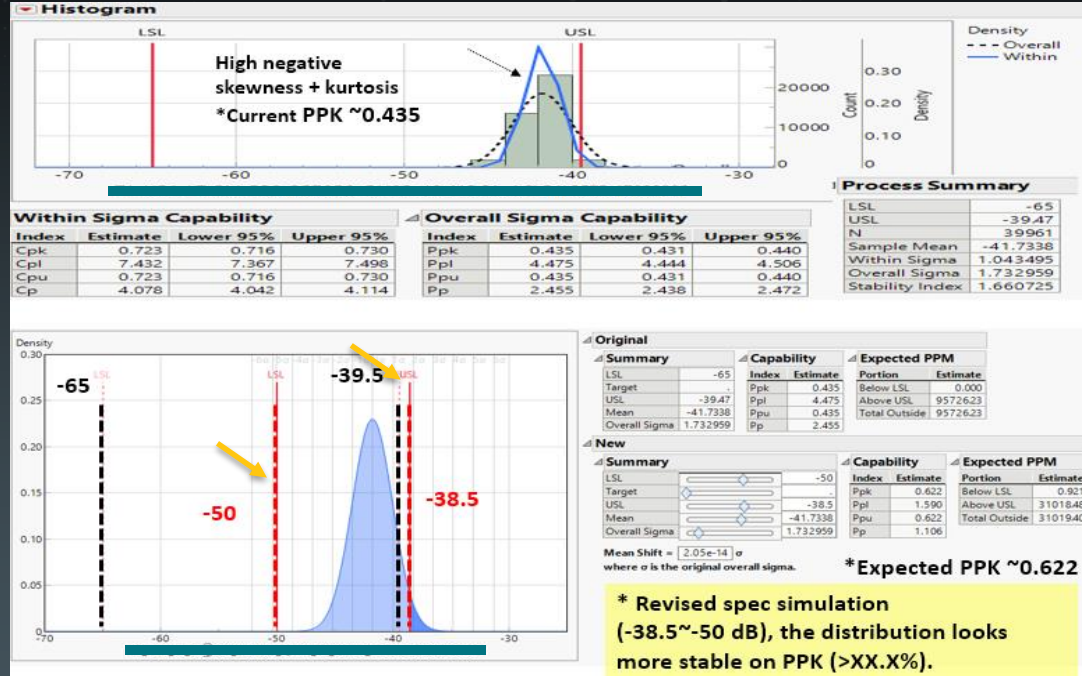 Histogram
LSL
USL
High negative
skewness + kurtosis
*Current PPK ~0.435
Density
Overall
Within
20000
10000
0
Count
0.30
0.20
0.10
0
Density
-70 -60 -50 -40 -30
Within Sigma Capability
Index Estimate Lower 95% Upper 95%
Cpk 0.723 0.716 0.730
Cpl 7.432 7.367 7.498
Cpu 0.723 0.716 0.730
Cp 4.078 4.042 4.114
Overall Sigma Capability
Index Estimate Lower 95% Upper 95%
Ppk 0.435 0.431 0.440
Ppl 4.475 4.444 4.506
Ppu 0.435 0.431 0.440
Pp 2.455 2.438 2.472
Process Summary
LSL -65
USL -39.47
N 39961
Sample Mean -41.7338
Within Sigma 1.043495
Overall Sigma 1.732959
Stability Index 1.660725
Density
0.30
0.25
0.20
0.15
0.10
0.05
0
-70 -60 -50 -40 -30
LSL
LSL
USL
-65
-39.5
-50
-38.5
Original
Summary
LSL -65
Target .
USL -39.47
Mean -41.7338
Overall Sigma 1.732959
Capability
Index Estimate
Ppk 0.435
Ppl 4.475
Ppu 0.435
Pp 2.455
Expected PPM
Portion Estimate
Below LSL 0.000
Above USL 95726.23
Total Outside 95726.23
New
Summary
LSL -50
Target .
USL -38.5
Mean -41.7338
Overall Sigma 1.732959
Capability
Index Estimate
Ppk 0.622
Ppl 1.590
Ppu 0.622
Pp 1.106
Expected PPM
Portion Estimate
Below LSL 0.921
Above USL 31018.48
Total Outside 31019.40
Mean Shift = 2.05e-14 σ
where σ is the original overall sigma.
*Expected PPK ~0.622
* Revised spec simulation
(-38.5~-50 dB), the distribution looks
more stable on PPK (>XX.X%).